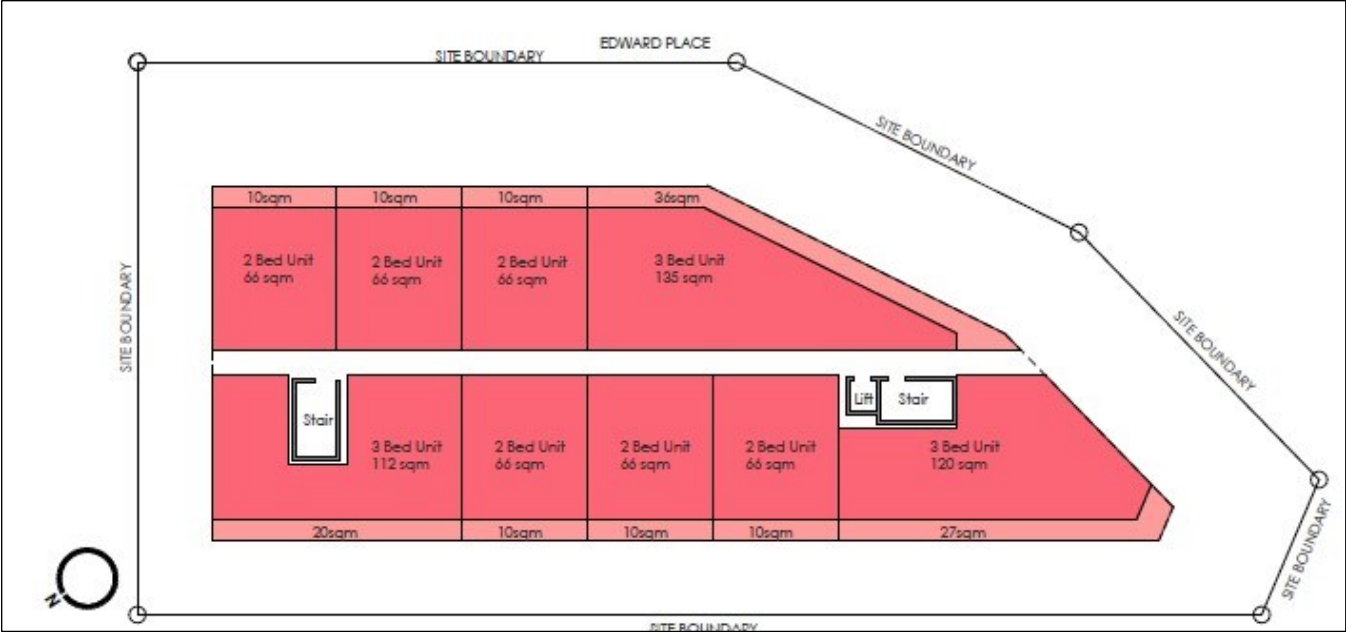 EDWARD PLACE
SITE BOUNDARY
SITE BOUNDARY
10sqm
10sqm
10sqm
36sqm
2 Bed Unit
66 sqm
2 Bed Unit
66 sqm
2 Bed Unit
66 sqm
3 Bed Unit
135 sqm
SITE BOUNDARY
SITE BOUNDARY
Stair
Lift
Stair
3 Bed Unit
112 sqm
2 Bed Unit
66 sqm
2 Bed Unit
66 sqm
2 Bed Unit
66 sqm
3 Bed Unit
120 sqm
20sqm
10sqm
10sqm
10sqm
27sqm
SITE BOUNDARY
N
SITE BOUNDARY